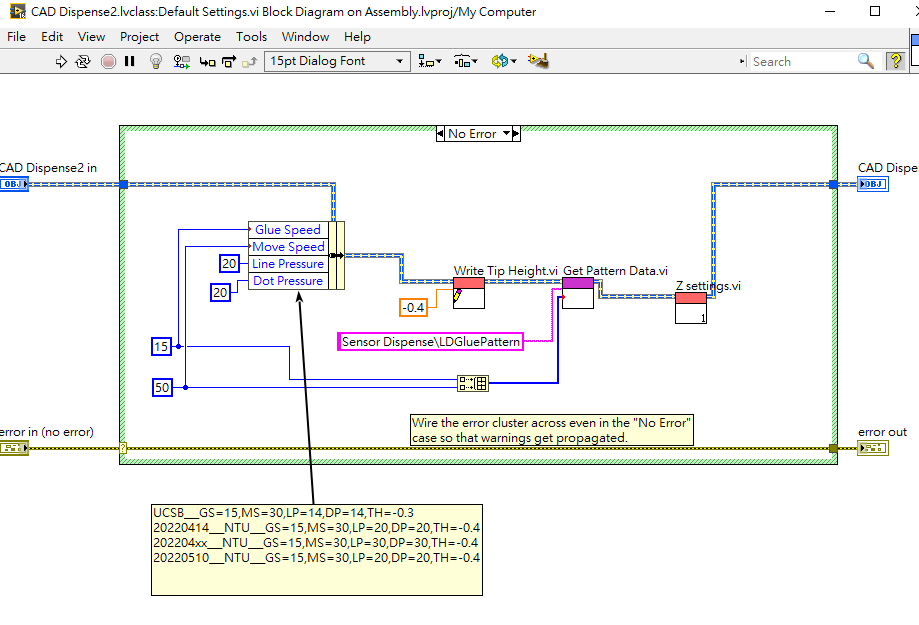 CAD Dispense2.lvclass:Default Settings.vi Block Diagram on Assembly.lvproj/My Computer
File Edit View Project Operate Tools Window Help
15pt Dialog Font
Search
?
No Error
CAD Dispense2 in
CAD Dispe
OBJ
OBJ
Glue Speed
Move Speed
20 Line Pressure
20 Dot Pressure
Write Tip Height.vi Get Pattern Data.vi
Z settings.vi
-0.4
1
Sensor Dispense\LDGluePattern
15
50
Wire the error cluster across even in the "No Error"
case so that warnings get propagated.
error in (no error)
error out
?
UCSB___GS=15,MS=30,LP=14,DP=14,TH=-0.3
20220414___NTU___GS=15,MS=30,LP=20,DP=20,TH=-0.4
202204xx___NTU___GS=15,MS=30,LP=30,DP=30,TH=-0.4
20220510___NTU___GS=15,MS=30,LP=20,DP=20,TH=-0.4